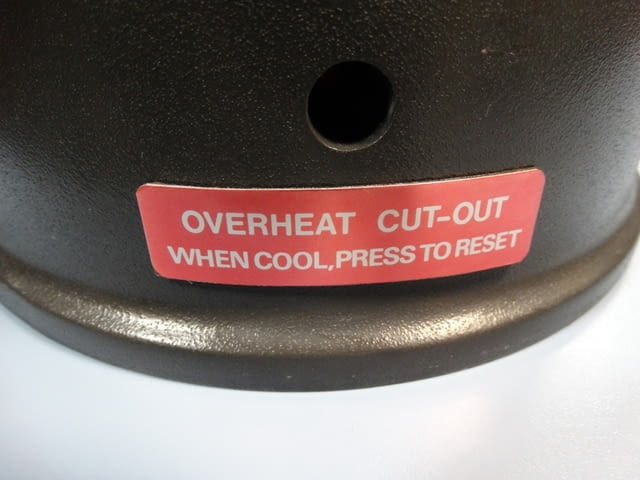 OVERHEAT CUT-OUT
WHEN COOL,PRESS TO RESET